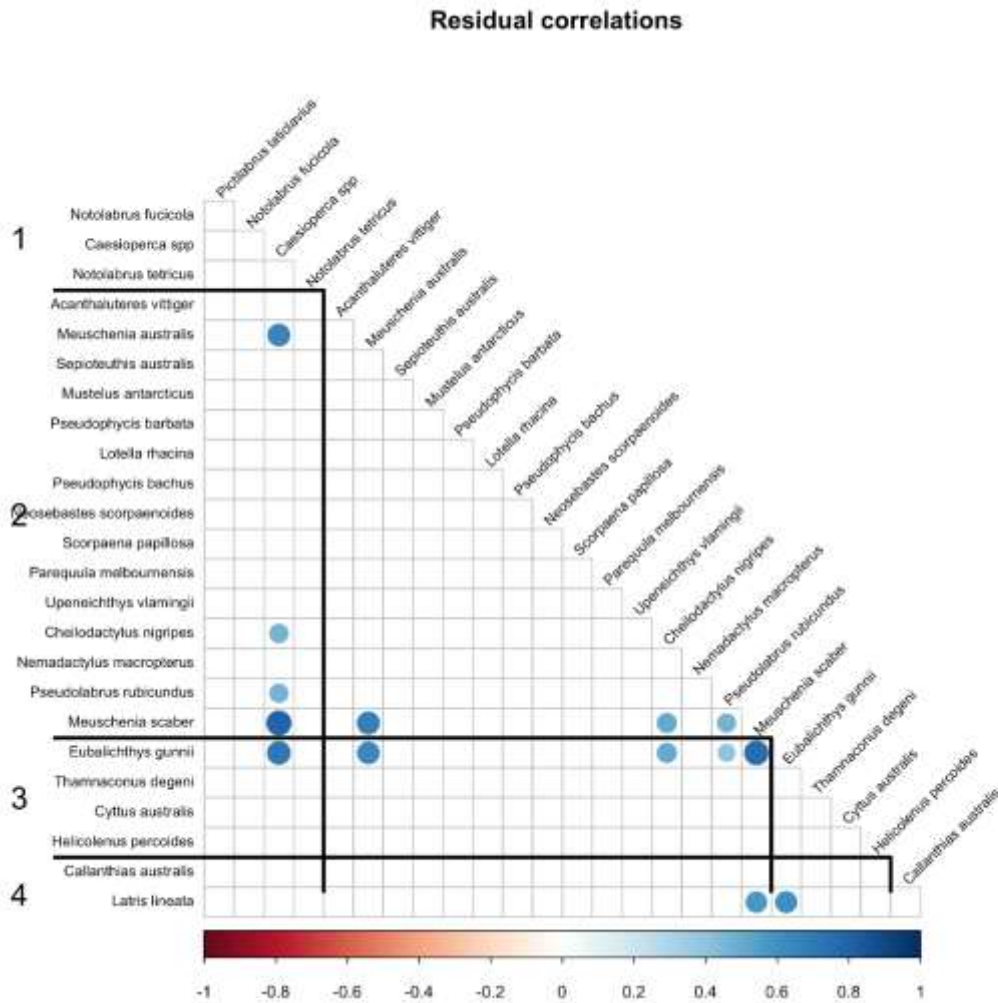 Residual correlations
Pictilabrus laticlavius
Notolabrus fucicola
Caesioperca spp
Notolabrus tetricus
Acanthaluteres vittiger
Meuschenia australis
Sepioteuthis australis
Mustelus antarcticus
Pseudophycis barbata
Lotella rhacina
Pseudophycis bachus
Neosebastes scorpaenoides
Scorpaena papillosa
Parequula melbournensis
Upeneichthys vlamingii
Cheilodactylus nigripes
Nemadactylus macropterus
Pseudolabrus rubicundus
Meuschenia scaber
Eubalichthys gunnii
Thamnaconus degeni
Cyttus australis
Helicolenus percoides
Callanthias australis
1
Notolabrus fucicola
Caesioperca spp
Notolabrus tetricus
Acanthaluteres vittiger
Meuschenia australis
Sepioteuthis australis
Mustelus antarcticus
Pseudophycis barbata
Lotella rhacina
Pseudophycis bachus
2
Neosebastes scorpaenoides
Scorpaena papillosa
Parequula melbournensis
Upeneichthys vlamingii
Cheilodactylus nigripes
Nemadactylus macropterus
Pseudolabrus rubicundus
Meuschenia scaber
Eubalichthys gunnii
Thamnaconus degeni
3
Cyttus australis
Helicolenus percoides
Callanthias australis
4
Latris lineata
-1 -0.8 -0.6 -0.4 -0.2 0 0.2 0.4 0.6 0.8 1